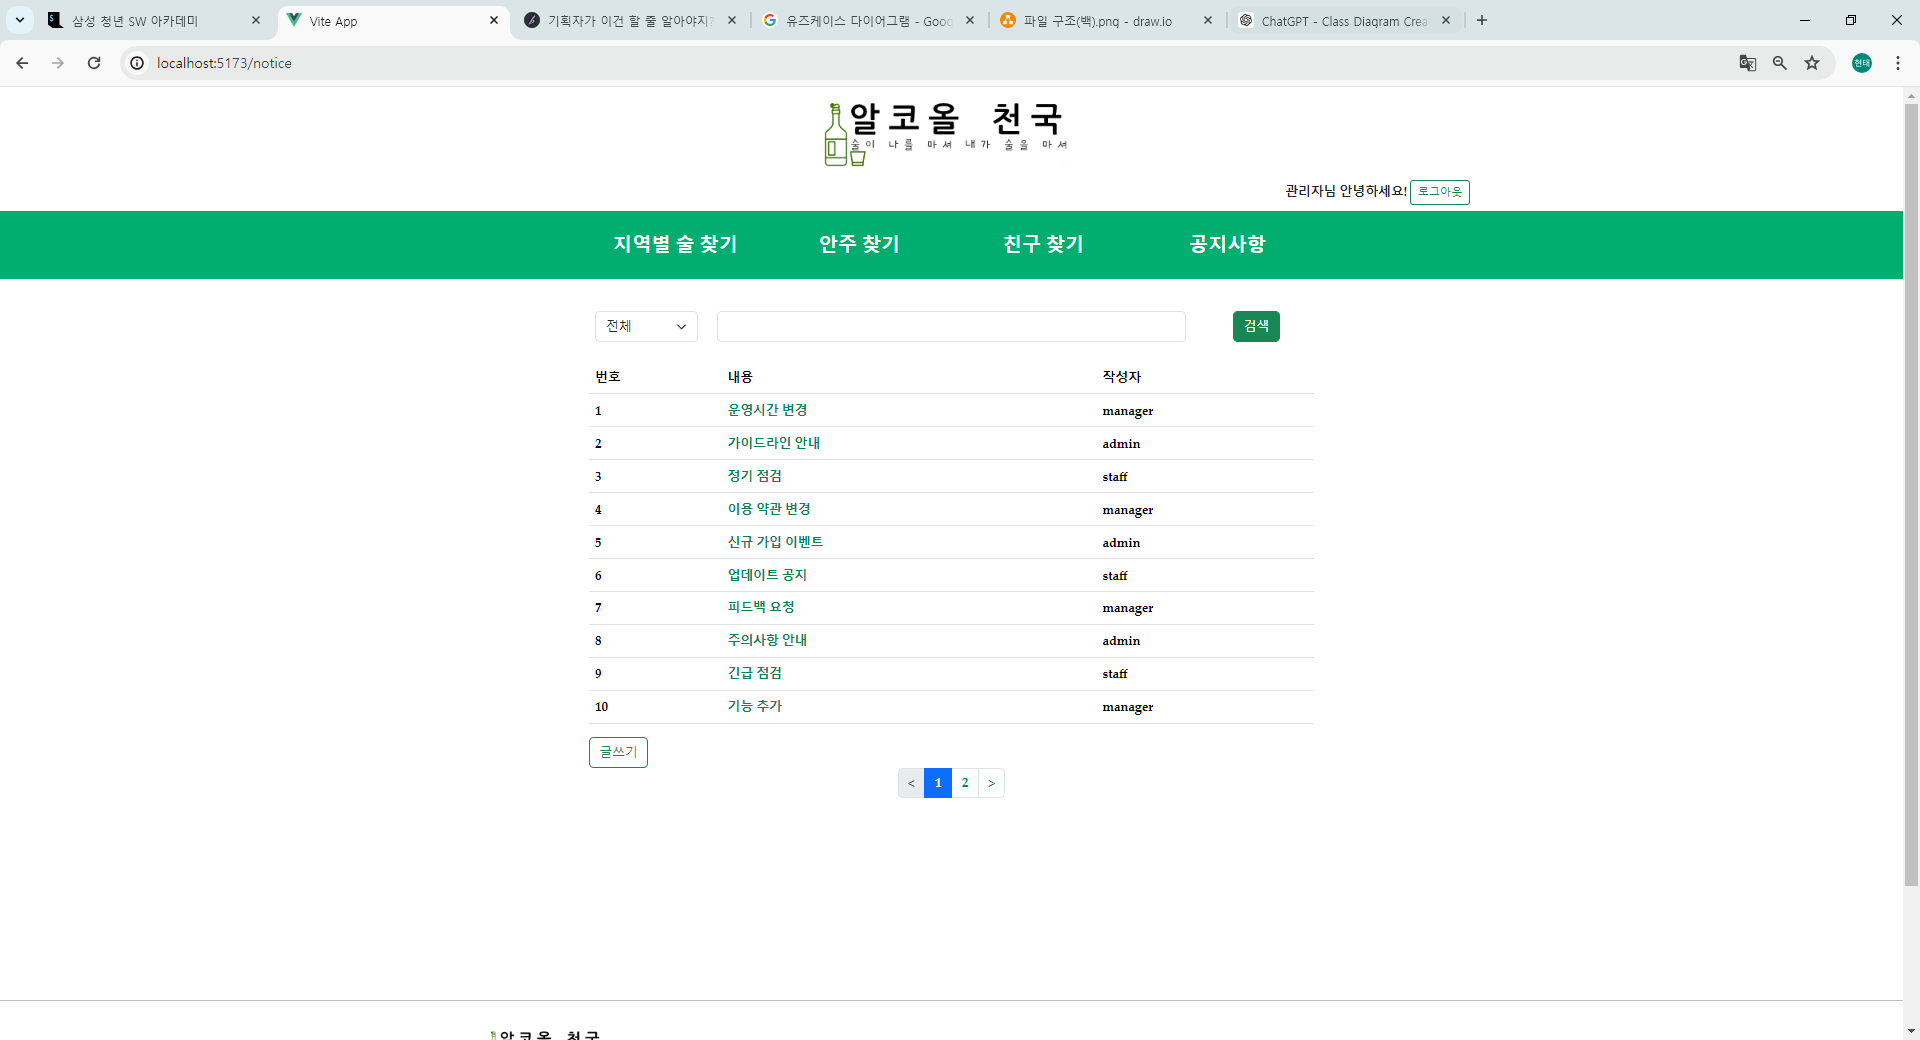 삼성 청년 SW 아카데미
Vite App
기획자가 이건 할 줄 알아야지?
유즈케이스 다이어그램 - Goog
파일 구조(백).png - draw.io
ChatGPT - Class Diagram Crea
localhost:5173/notice
현태
알코올 천국
술이 나를 마셔 내가 술을 마셔
관리자님 안녕하세요! 로그아웃
지역별 술 찾기 안주 찾기 친구 찾기 공지사항
전체 검색
번호 내용 작성자
1 운영시간 변경 manager
2 가이드라인 안내 admin
3 정기 점검 staff
4 이용 약관 변경 manager
5 신규 가입 이벤트 admin
6 업데이트 공지 staff
7 피드백 요청 manager
8 주의사항 안내 admin
9 긴급 점검 staff
10 기능 추가 manager
글쓰기
< 1 2 >
알코올 천국